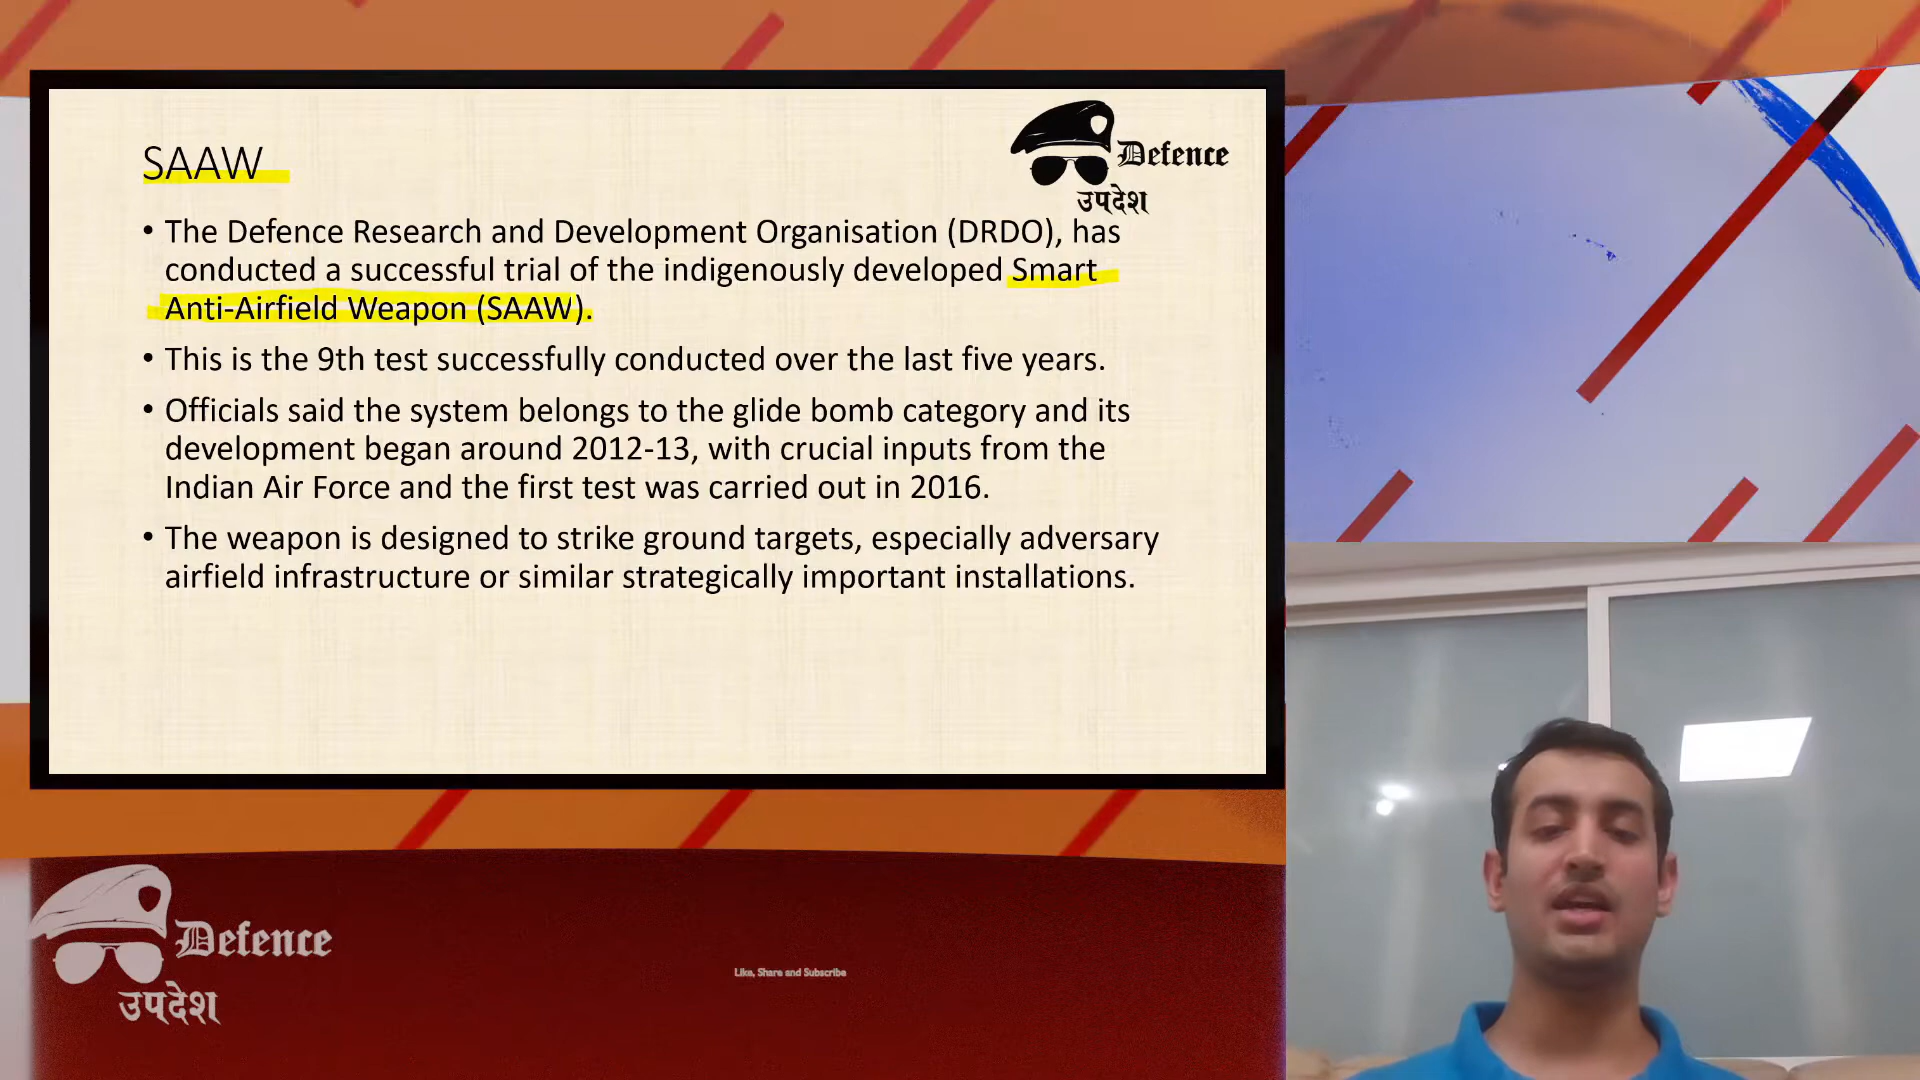 SAAW
Defence
उपदेश
• The Defence Research and Development Organisation (DRDO), has
conducted a successful trial of the indigenously developed Smart
Anti-Airfield Weapon (SAAW).
• This is the 9th test successfully conducted over the last five years.
• Officials said the system belongs to the glide bomb category and its
development began around 2012-13, with crucial inputs from the
Indian Air Force and the first test was carried out in 2016.
• The weapon is designed to strike ground targets, especially adversary
airfield infrastructure or similar strategically important installations.
Defence
उपदेश
Like, Share and Subscribe